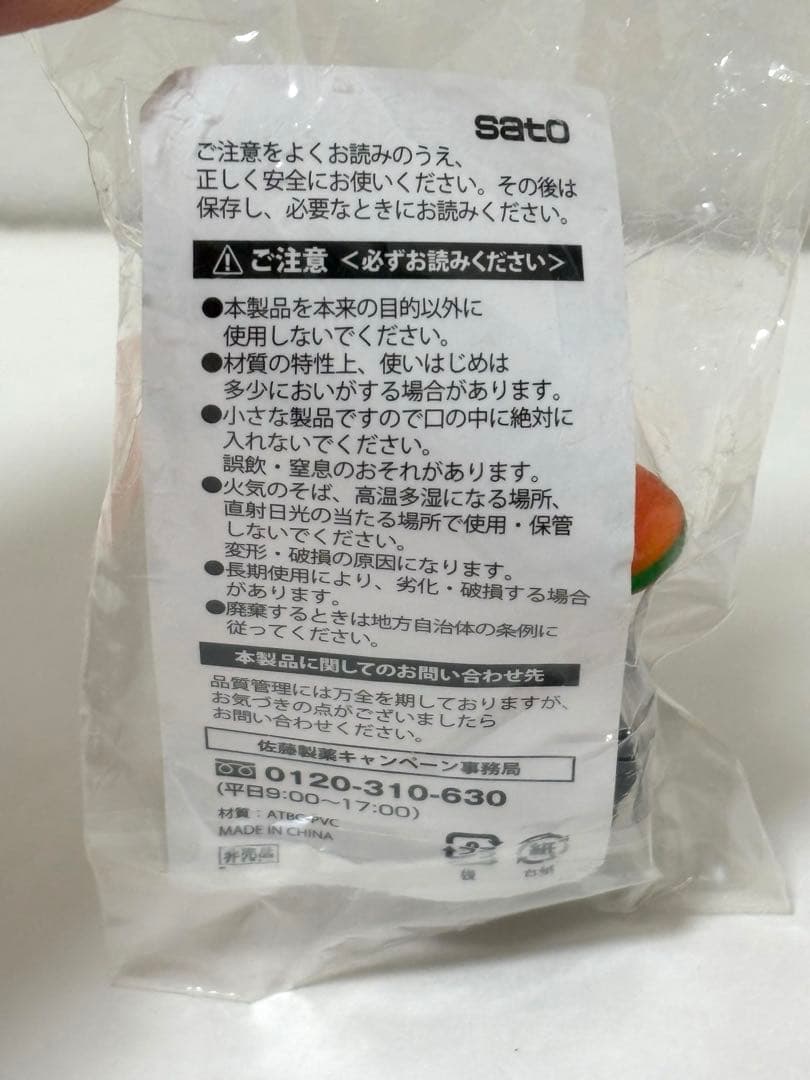 sato
ご注意をよくお読みのうえ、
正しく安全にお使いください。その後は
保存し、必要なときにお読みください。
⚠ ご注意 <必ずお読みください>
●本製品を本来の目的以外に
使用しないでください。
●材質の特性上、使いはじめは
多少においがする場合があります。
●小さな製品ですので口の中に絶対に
入れないでください。
誤飲・窒息のおそれがあります。
●火気のそば、高温多湿になる場所、
直射日光の当たる場所で使用・保管
しないでください。
変形・破損の原因になります。
●長期使用により、劣化・破損する場合
があります。
●廃棄するときは地方自治体の条例に
従ってください。
本製品に関してのお問い合わせ先
品質管理には万全を期しておりますが、
お気づきの点がございましたら
お問い合わせください。
佐藤製薬キャンペーン事務局
0120-310-630
(平日9:00～17:00)
材質：ATBC-PVC
MADE IN CHINA
非売品
プラ 紙
袋 台紙